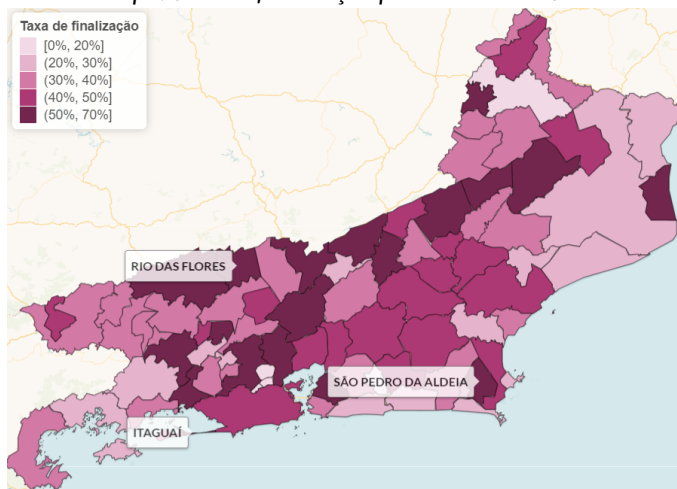 Taxa de finalização
[0%, 20%]
(20%, 30%]
(30%, 40%]
(40%, 50%]
(50%, 70%]
RIO DAS FLORES
SÃO PEDRO DA ALDEIA
ITAGUAÍ